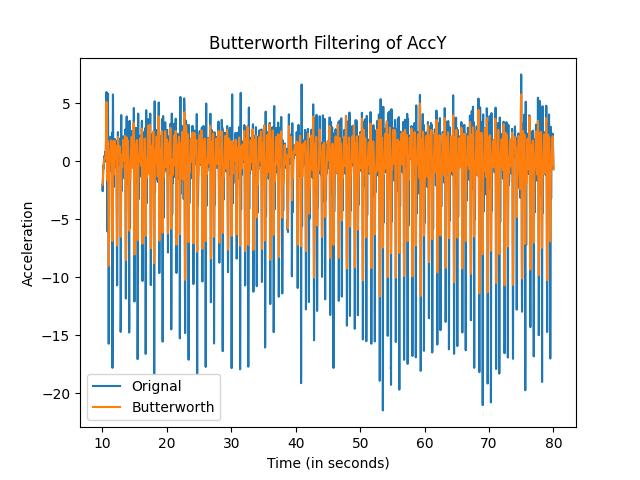 Butterworth Filtering of AccY
Acceleration
5
0
−5
−10
−15
−20
Orignal
Butterworth
10 20 30 40 50 60 70 80
Time (in seconds)